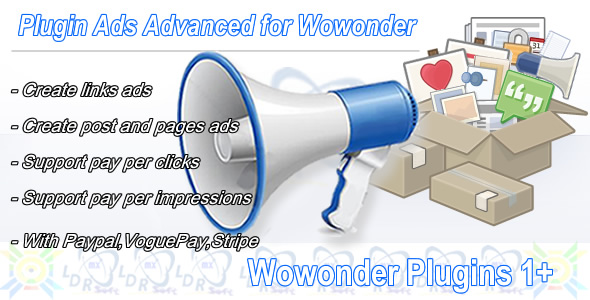 Plugin Ads Advanced for Wowonder
31
- Create links ads
- Create post and pages ads
- Support pay per clicks
- Support pay per impressions
- With Paypal,VoguePay,Stripe
Wowonder Plugins 1+